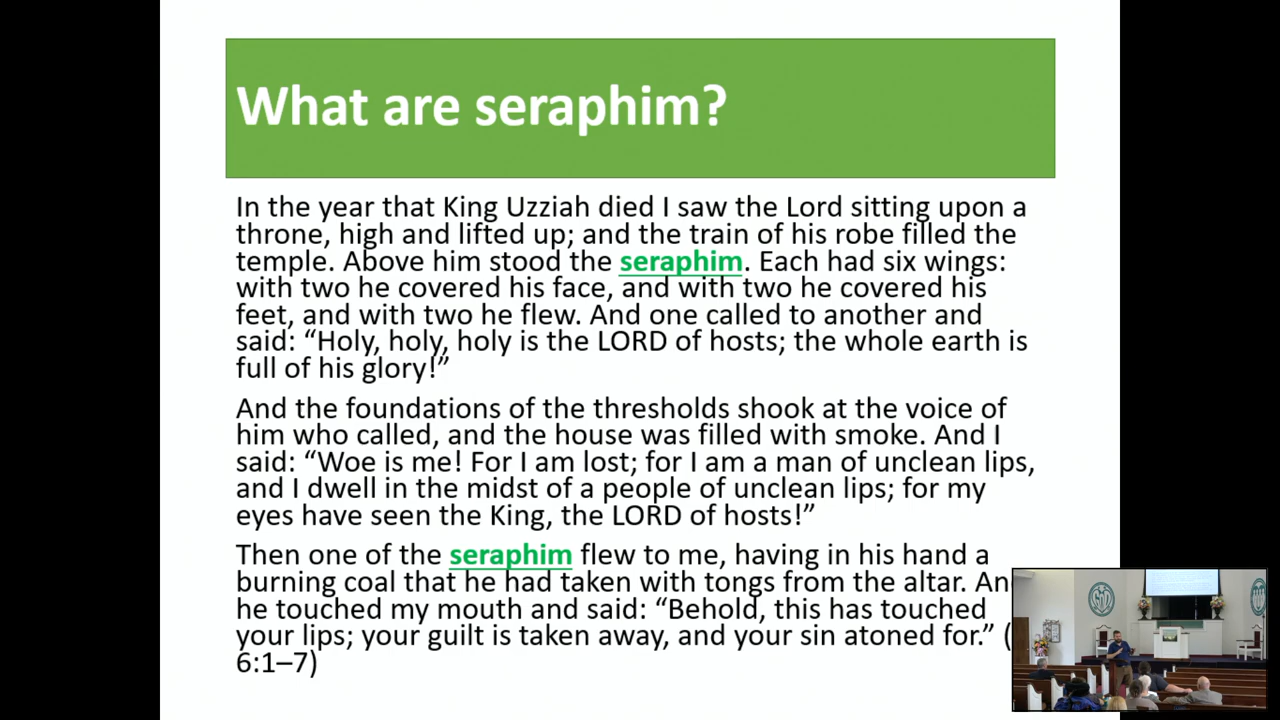 What are seraphim?
In the year that King Uzziah died I saw the Lord sitting upon a
throne, high and lifted up; and the train of his robe filled the
temple. Above him stood the seraphim. Each had six wings:
with two he covered his face, and with two he covered his
feet, and with two he flew. And one called to another and
said: “Holy, holy, holy is the LORD of hosts; the whole earth is
full of his glory!”
And the foundations of the thresholds shook at the voice of
him who called, and the house was filled with smoke. And I
said: “Woe is me! For I am lost; for I am a man of unclean lips,
and I dwell in the midst of a people of unclean lips; for my
eyes have seen the King, the LORD of hosts!”
Then one of the seraphim flew to me, having in his hand a
burning coal that he had taken with tongs from the altar. An
he touched my mouth and said: “Behold, this has touched
your lips; your guilt is taken away, and your sin atoned for.” (
6:1–7)